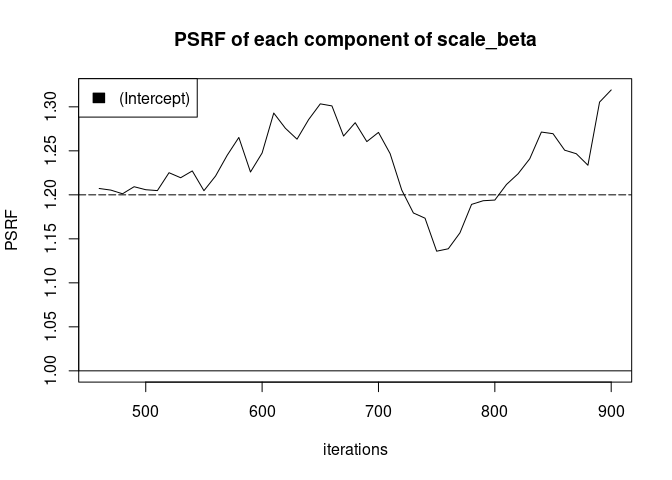 PSRF of each component of scale_beta
(Intercept)
PSRF
1.30
1.25
1.20
1.15
1.10
1.05
1.00
500 600 700 800 900
iterations